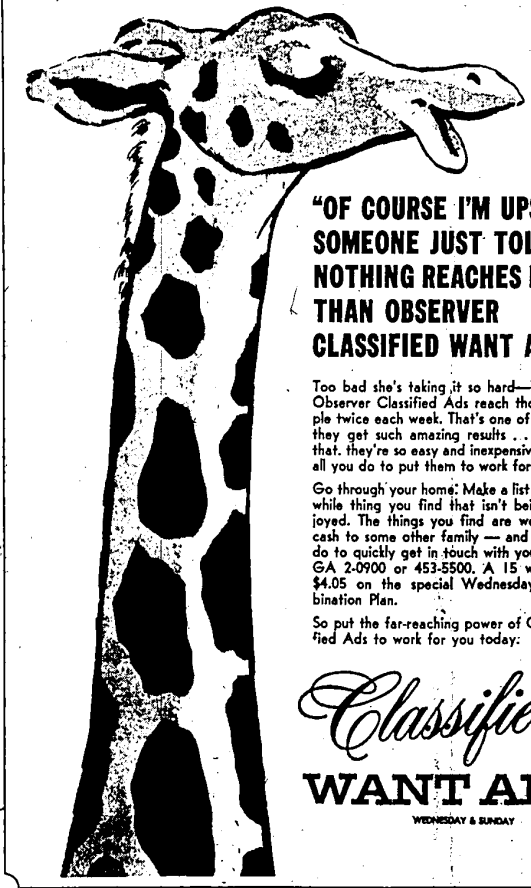 "OF COURSE I'M UPS
SOMEONE JUST TOL
NOTHING REACHES
THAN OBSERVER
CLASSIFIED WANT A
Too bad she's taking it so hard—
Observer Classified Ads reach tho
ple twice each week. That's one of
they get such amazing results . .
that. they're so easy and inexpensiv
all you do to put them to work for
Go through your home: Make a list
while thing you find that isn't bei
joyed. The things you find are wo
cash to some other family — and
do to quickly get in touch with you
GA 2-0900 or 453-5500. A 15 w
$4.05 on the special Wednesday
bination Plan.
So put the far-reaching power of C
fied Ads to work for you today:
Classifie
WANT AD
WEDNESDAY & SUNDAY